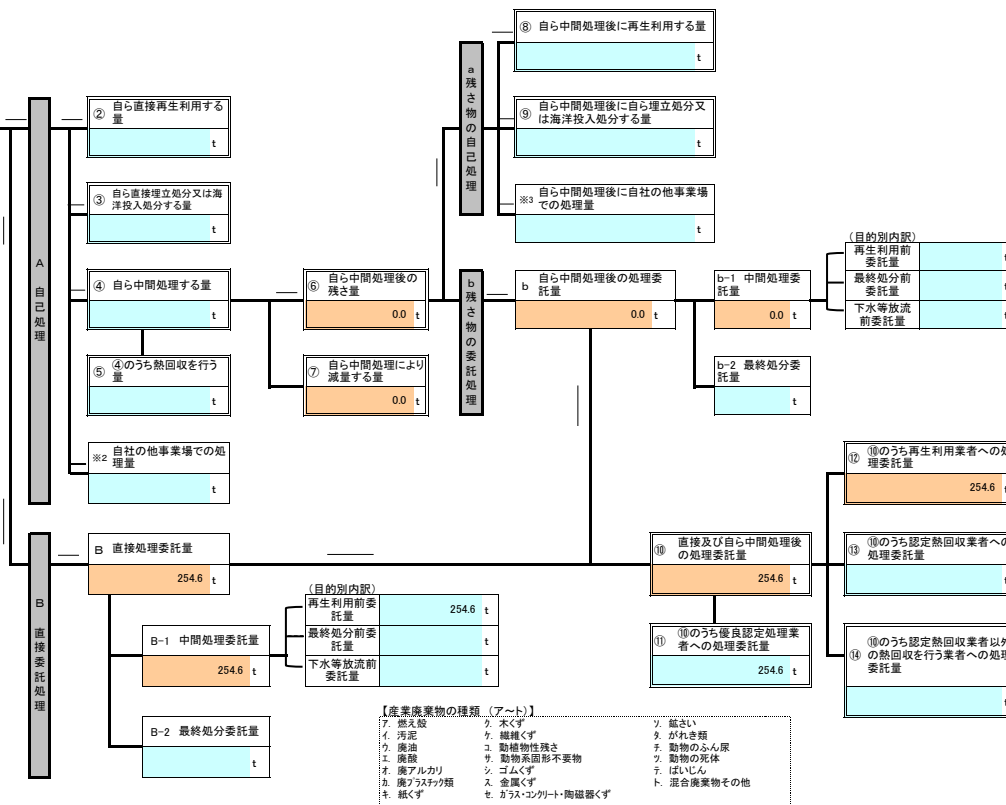 ⑧ 自ら中間処理後に再生利用する量
t
a 残さ物の自己処理
② 自ら直接再生利用する
量
t
⑨ 自ら中間処理後に自ら埋立処分又
は海洋投入処分する量
t
③ 自ら直接埋立処分又は海
洋投入処分する量
t
※3 自ら中間処理後に自社の他事業場
での処理量
t
A 自己処理
④ 自ら中間処理する量
t
⑥ 自ら中間処理後の
残さ量
0.0 t
b 残さ物の委託処理
b 自ら中間処理後の処理委
託量
0.0 t
b-1 中間処理委
託量
0.0 t
(目的別内訳)
再生利用前
委託量
t
最終処分前
委託量
t
下水等放流
前委託量
t
⑤ ④のうち熱回収を行う
量
t
⑦ 自ら中間処理により
減量する量
0.0 t
b-2 最終処分委
託量
t
※2 自社の他事業場での処
理量
t
⑫ ⑩のうち再生利用業者への処
理委託量
254.6 t
B 直接処理委託量
254.6 t
⑩ 直接及び自ら中間処理後
の処理委託量
254.6 t
⑬ ⑩のうち認定熱回収業者への
処理委託量
B 直接委託処理
(目的別内訳)
再生利用前委
託量
254.6 t
最終処分前委
託量
t
下水等放流前
委託量
t
B-1 中間処理委託量
254.6 t
⑪ ⑩のうち優良認定処理業
者への処理委託量
254.6 t
⑭ ⑩のうち認定熱回収業者以外
の熱回収を行う業者への処理
委託量
B-2 最終処分委託量
t
【産業廃棄物の種類 (ア~ト)】
ア. 燃え殻 ク. 木くず ソ. 鉱さい
イ. 汚泥 ケ. 繊維くず タ. がれき類
ウ. 廃油 コ. 動植物性残さ チ. 動物のふん尿
エ. 廃酸 サ. 動物系固形不要物 ツ. 動物の死体
オ. 廃アルカリ シ. ゴムくず テ. ばいじん
カ. 廃プラスチック類 ス. 金属くず ト. 混合廃棄物その他
キ. 紙くず セ. ガラス・コンクリート・陶磁器くず